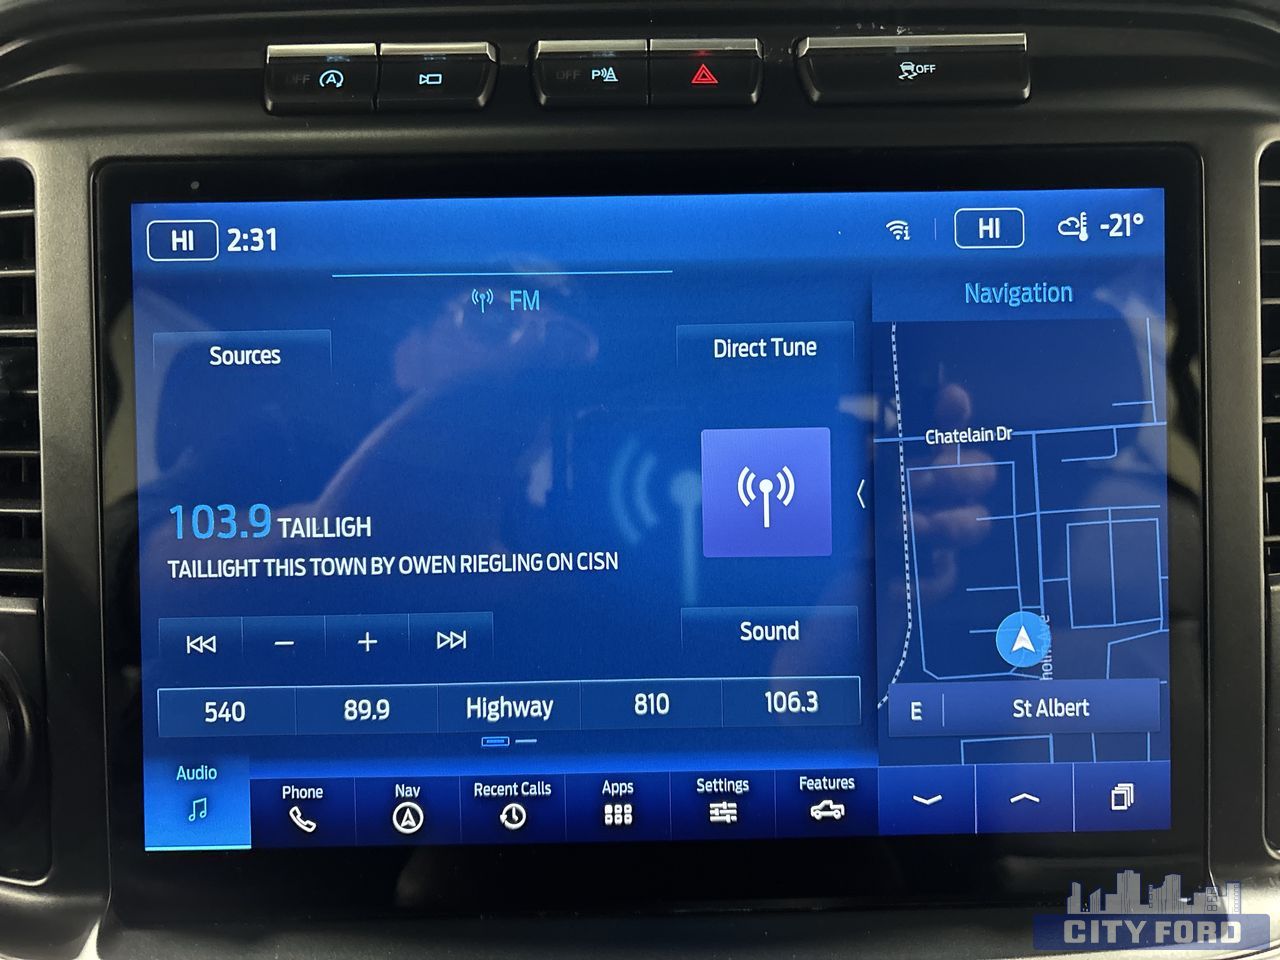 OFF A
OFF P
OFF
HI 2:31
HI -21°
FM
Navigation
Sources
Direct Tune
Chatelain Dr
103.9 TAILLIGH
TAILLIGHT THIS TOWN BY OWEN RIEGLING ON CISN
Sound
540 89.9 Highway 810 106.3
E St Albert
Audio Phone Nav Recent Calls Apps Settings Features
CITY FORD